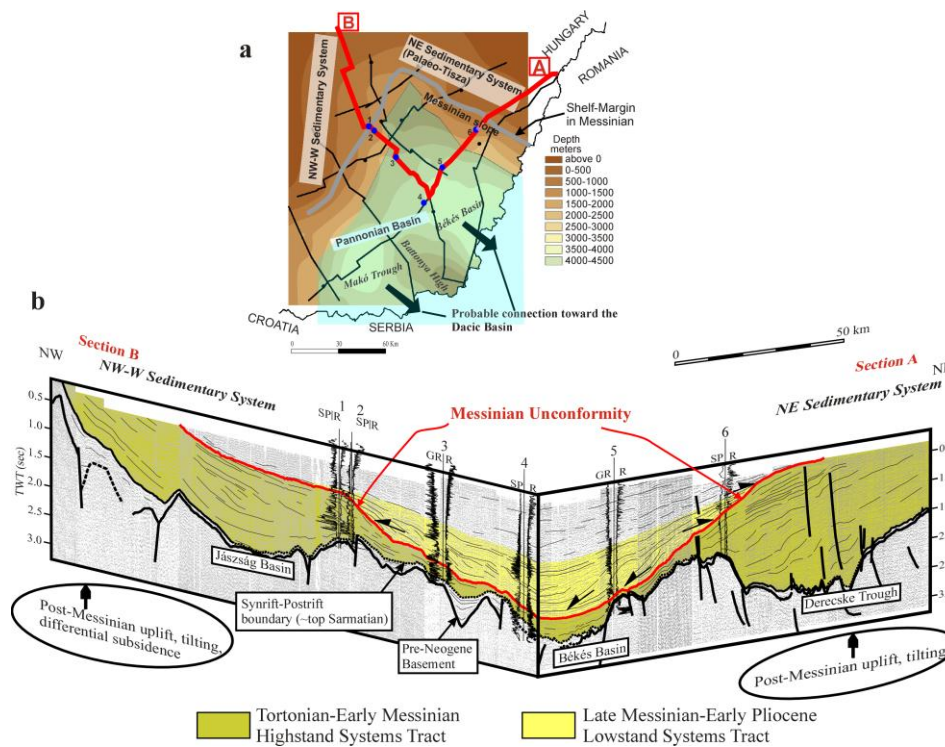 a
B
A
NE Sedimentary System
(Palaeo-Tisza)
NW-W Sedimentary System
HUNGARY
ROMANIA
Messinian slope
Shelf-Margin
in Messinian
1
2
3
4
5
6
Pannonian Basin
Békés Basin
Battonya High
Makó Trough
Depth
meters
above 0
0-500
500-1000
1000-1500
1500-2000
2000-2500
2500-3000
3000-3500
3500-4000
4000-4500
Probable connection toward the
Dacic Basin
CROATIA
SERBIA
0 30 60 Km
b
0 50 km
NW
Section B
NW-W Sedimentary System
Section A
NE Sedimentary System
Messinian Unconformity
0.5
1.0
1.5
2.0
2.5
3.0
TWT (sec)
1
SP R
2
SP R
3
GR R
4
SP R
5
GR R
6
SP R
Jászság Basin
Synrift-Postrift
boundary (~top Sarmatian)
Pre-Neogene
Basement
Békés Basin
Derecske Trough
Post-Messinian uplift, tilting,
differential subsidence
Post-Messinian uplift, tilting
Tortonian-Early Messinian
Highstand Systems Tract
Late Messinian-Early Pliocene
Lowstand Systems Tract